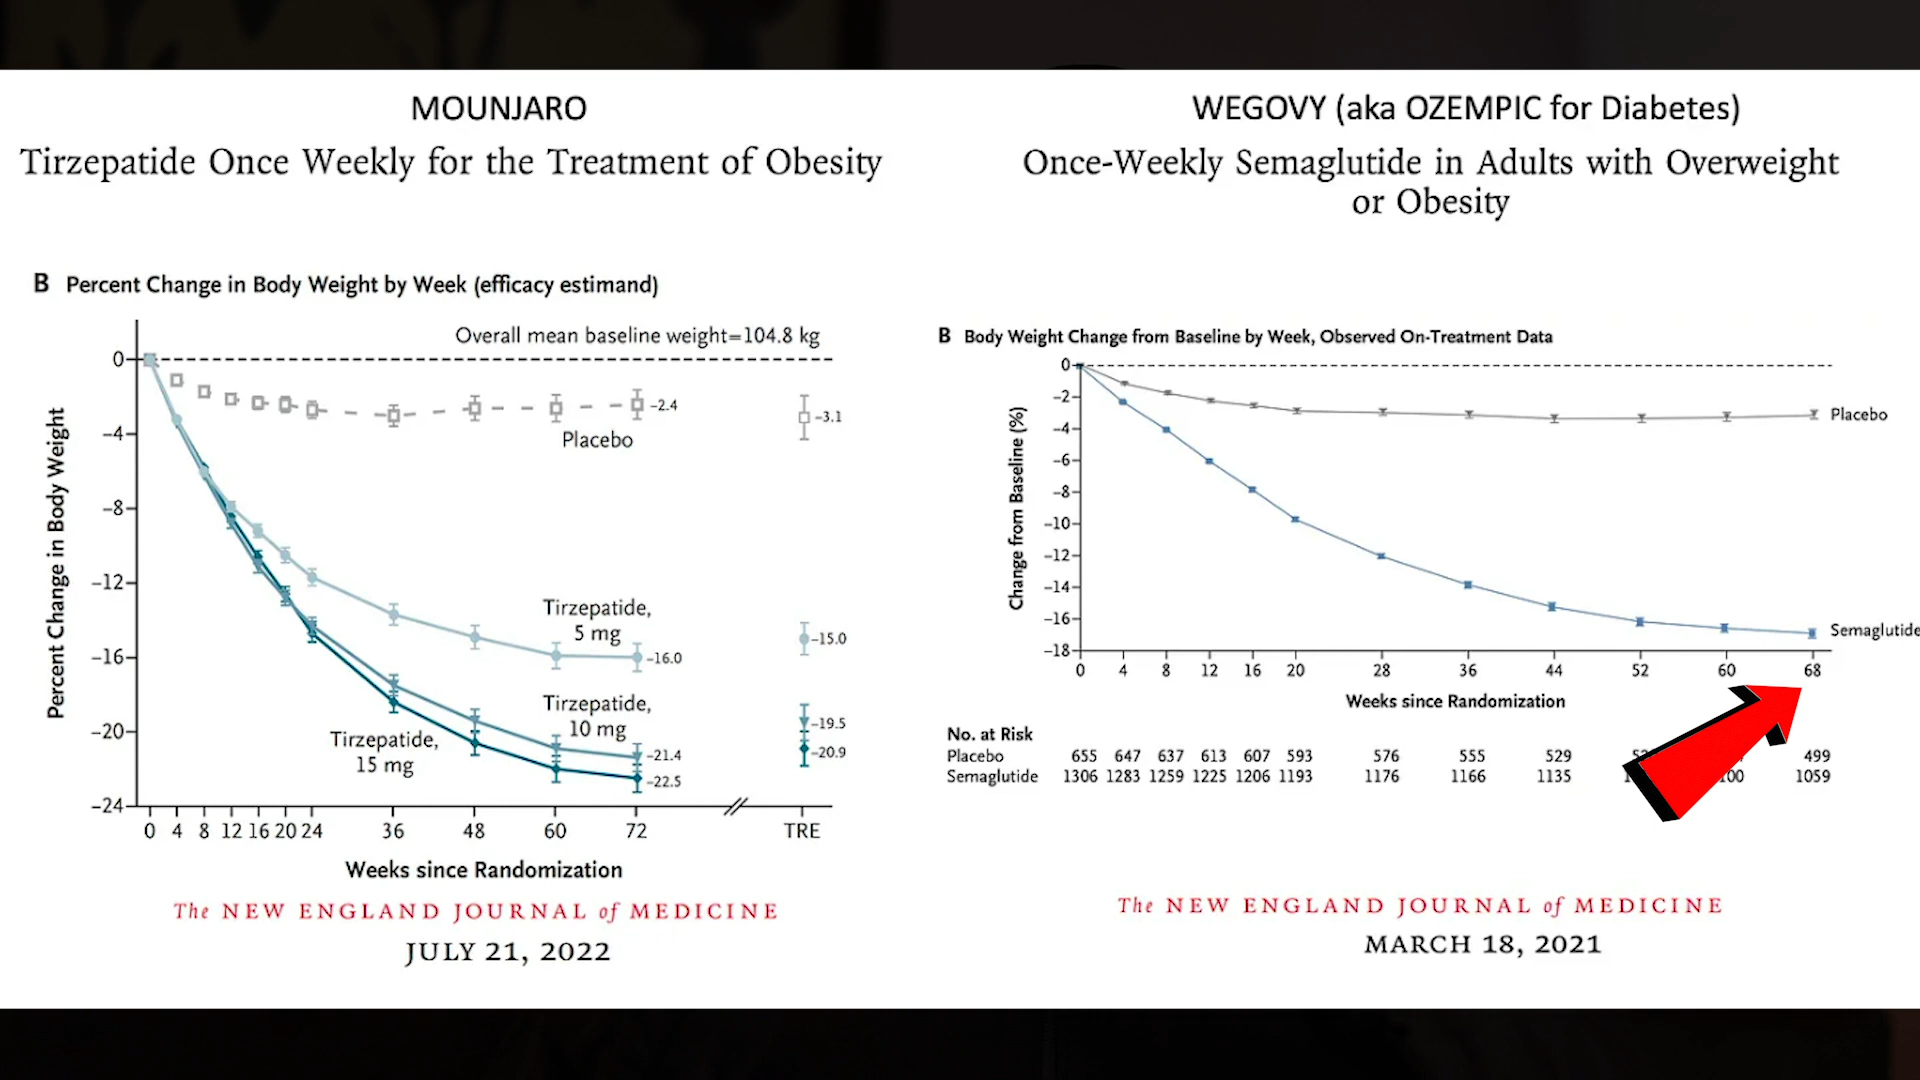 MOUNJARO
Tirzepatide Once Weekly for the Treatment of Obesity
B Percent Change in Body Weight by Week (efficacy estimand)
Overall mean baseline weight=104.8 kg
Percent Change in Body Weight
0
−4
−8
−12
−16
−20
−24
−2.4
−3.1
Placebo
Tirzepatide,
5 mg
−16.0
−15.0
Tirzepatide,
10 mg
−21.4
−19.5
Tirzepatide,
15 mg
−22.5
−20.9
0 4 8 12 16 20 24 36 48 60 72 TRE
Weeks since Randomization
The NEW ENGLAND JOURNAL of MEDICINE
JULY 21, 2022
WEGOVY (aka OZEMPIC for Diabetes)
Once-Weekly Semaglutide in Adults with Overweight
or Obesity
B Body Weight Change from Baseline by Week, Observed On-Treatment Data
Change from Baseline (%)
0
−2
−4
−6
−8
−10
−12
−14
−16
−18
Placebo
Semaglutide
0 4 8 12 16 20 28 36 44 52 60 68
Weeks since Randomization
No. at Risk
Placebo 655 647 637 613 607 593 576 555 529 499
Semaglutide 1306 1283 1259 1225 1206 1193 1176 1166 1135 1059
The NEW ENGLAND JOURNAL of MEDICINE
MARCH 18, 2021